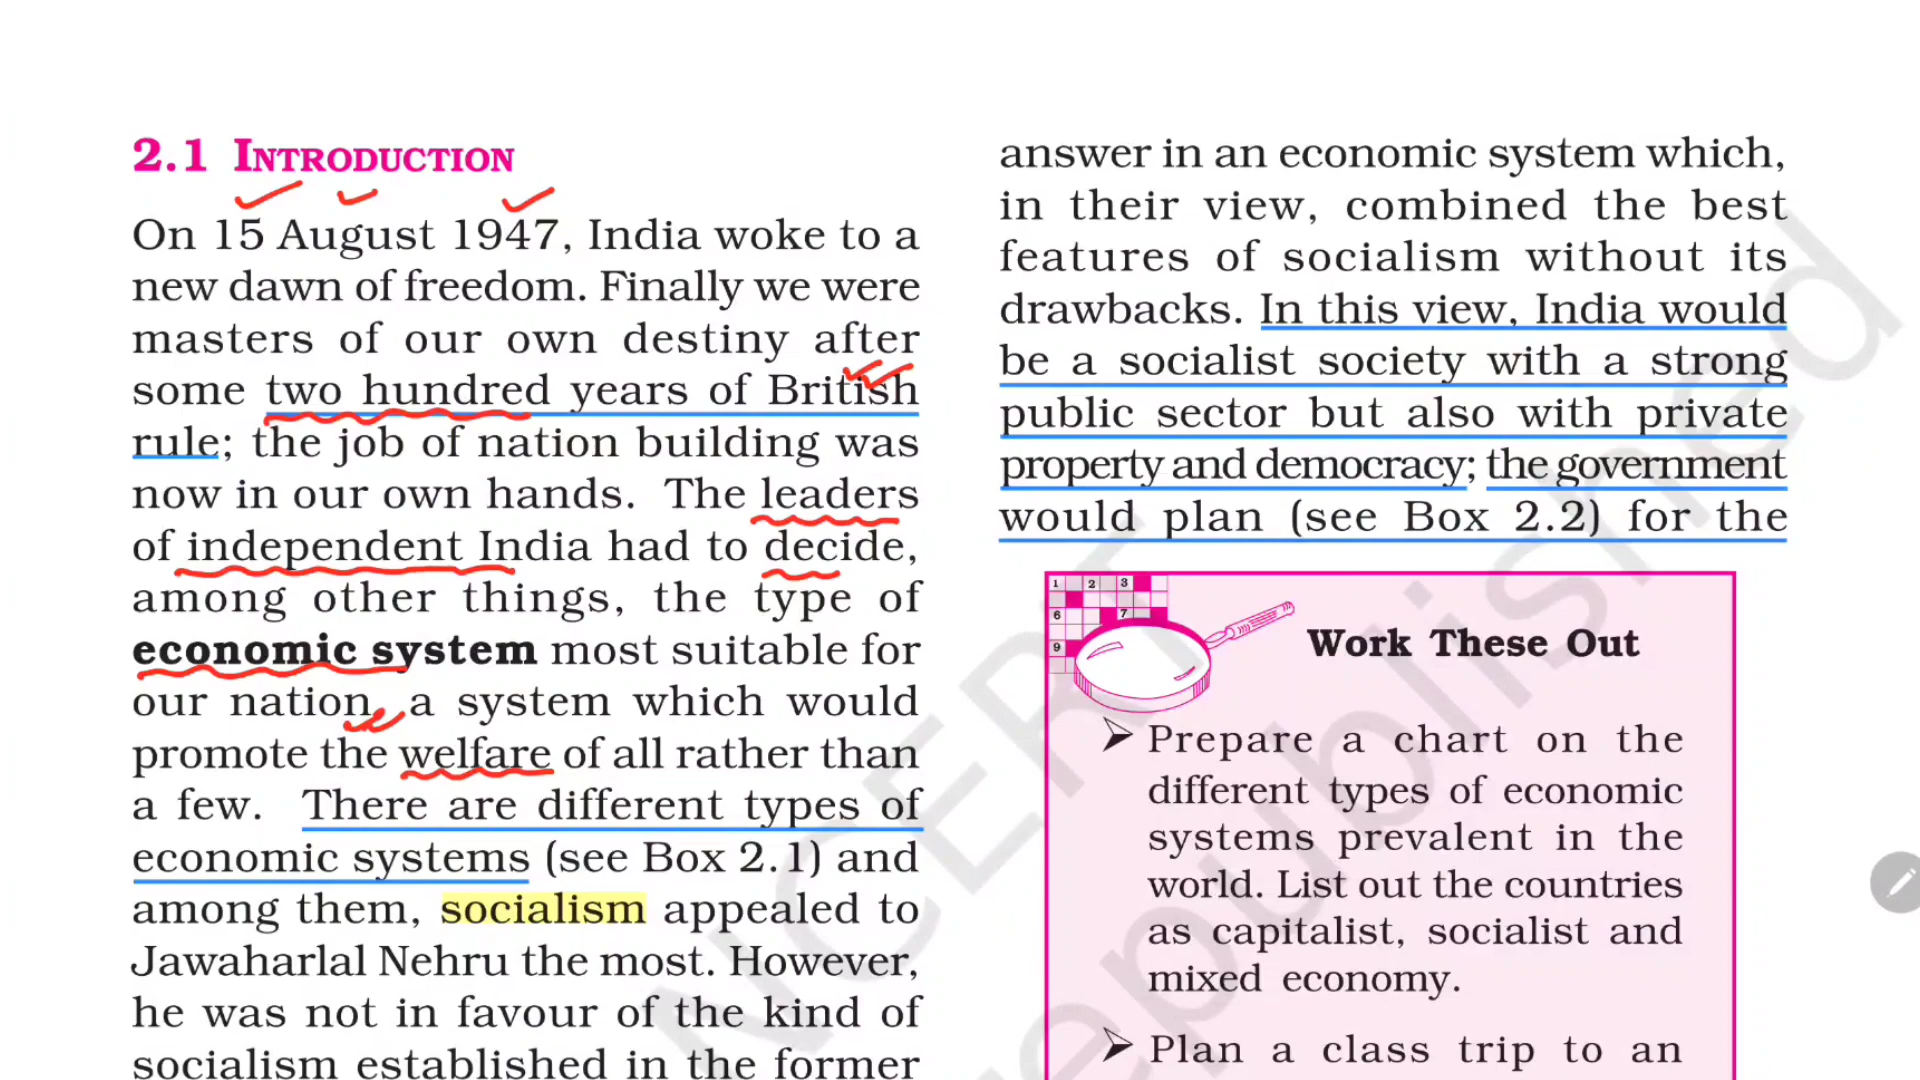 2.1 INTRODUCTION
On 15 August 1947, India woke to a
new dawn of freedom. Finally we were
masters of our own destiny after
some two hundred years of British
rule; the job of nation building was
now in our own hands. The leaders
of independent India had to decide,
among other things, the type of
economic system most suitable for
our nation, a system which would
promote the welfare of all rather than
a few. There are different types of
economic systems (see Box 2.1) and
among them, socialism appealed to
Jawaharlal Nehru the most. However,
he was not in favour of the kind of
socialism established in the former
answer in an economic system which,
in their view, combined the best
features of socialism without its
drawbacks. In this view, India would
be a socialist society with a strong
public sector but also with private
property and democracy; the government
would plan (see Box 2.2) for the
1 2 3
6 7
9
Work These Out
➢ Prepare a chart on the
different types of economic
systems prevalent in the
world. List out the countries
as capitalist, socialist and
mixed economy.
➢ Plan a class trip to an
NCERT
republished